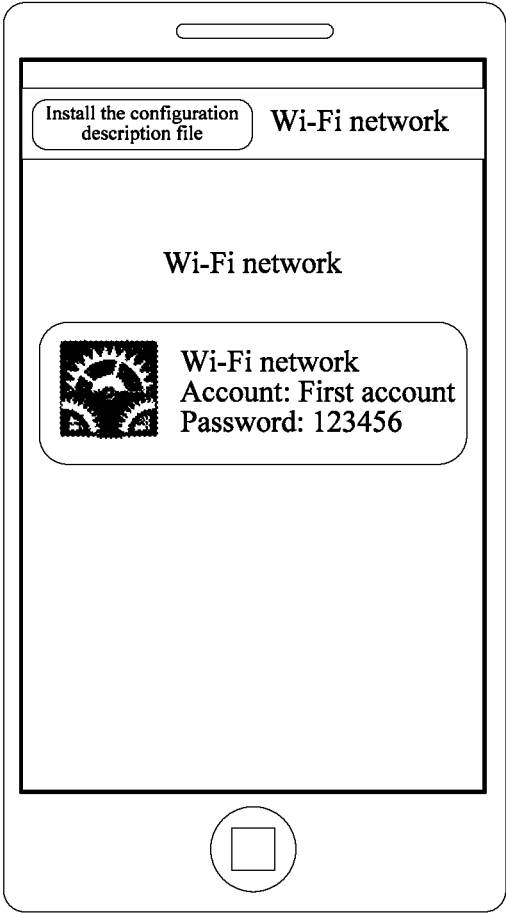 Install the configuration
description file
Wi-Fi network
Wi-Fi network
Wi-Fi network
Account: First account
Password: 123456